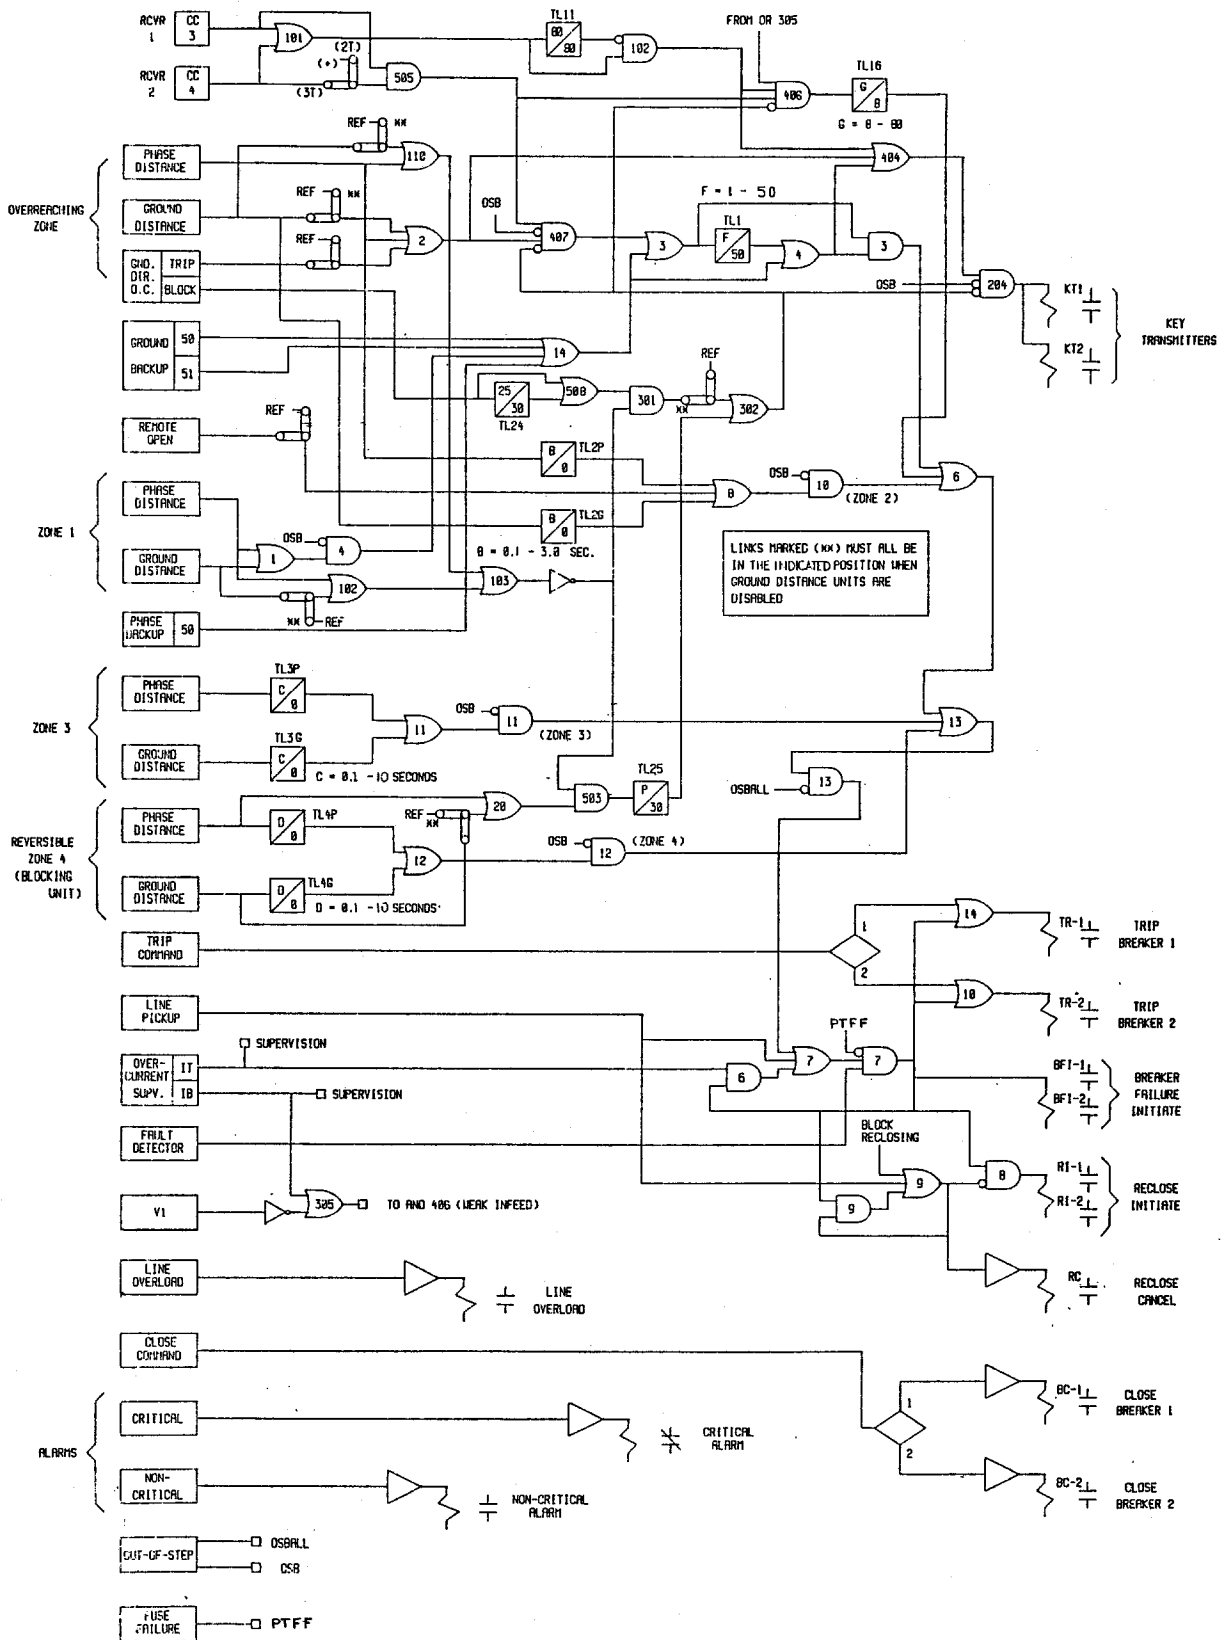 RCVR 1
CC 3
101
TL11
80
80
102
FROM OR 305
RCVR 2
CC 4
(2T)
(+)
(3T)
505
406
TL16
G
8
G = 8 - 80
REF
**
PHASE DISTANCE
110
404
OVERREACHING ZONE
GROUND DISTANCE
REF
**
F = 1 - 50
OSB
REF
2
407
3
TL1
F
50
4
3
GND. DIR. O.C.
TRIP
BLOCK
OSB
204
KT1
KT2
KEY TRANSMITTERS
GROUND BACKUP
50
51
14
REF
25
30
TL24
508
301
**
302
REF
REMOTE OPEN
B
0
TL2P
8
OSB
10
(ZONE 2)
6
ZONE 1
PHASE DISTANCE
OSB
B
0
TL2G
1
4
B = 0.1 - 3.0 SEC.
GROUND DISTANCE
102
103
**
REF
LINKS MARKED (**) MUST ALL BE
IN THE INDICATED POSITION WHEN
GROUND DISTANCE UNITS ARE
DISABLED
PHASE BACKUP
50
ZONE 3
PHASE DISTANCE
TL3P
C
0
OSB
11
11
(ZONE 3)
13
GROUND DISTANCE
TL3G
C
0
C = 0.1 - 10 SECONDS
TL25
503
P
30
OSBALL
13
REVERSIBLE
ZONE 4
(BLOCKING
UNIT)
PHASE DISTANCE
D
0
TL4P
REF
**
20
12
OSB
12
(ZONE 4)
GROUND DISTANCE
D
0
TL4G
D = 0.1 - 10 SECONDS
TRIP COMMAND
1
2
14
TR-1
TRIP BREAKER 1
LINE PICKUP
10
TR-2
TRIP BREAKER 2
SUPERVISION
PTFF
OVER-CURRENT SUPV.
IT
IB
SUPERVISION
6
7
7
BFI-1
BFI-2
BREAKER FAILURE INITIATE
FAULT DETECTOR
BLOCK RECLOSING
9
8
RI-1
RI-2
RECLOSE INITIATE
V1
305
TO AND 406 (WEAK INFEED)
9
LINE OVERLOAD
LINE OVERLOAD
RC
RECLOSE CANCEL
CLOSE COMMAND
1
2
BC-1
CLOSE BREAKER 1
ALARMS
CRITICAL
CRITICAL ALARM
NON-CRITICAL
NON-CRITICAL ALARM
BC-2
CLOSE BREAKER 2
OUT-OF-STEP
OSBALL
OSB
FUSE FAILURE
PTFF